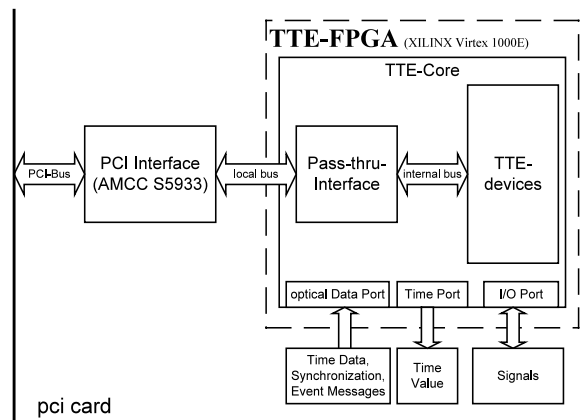 TTE-FPGA (XILINX Virtex 1000E)
TTE-Core
PCI-Bus
PCI Interface
(AMCC S5933)
local bus
Pass-thru-
Interface
internal bus
TTE-
devices
optical Data Port
Time Port
I/O Port
Time Data,
Synchronization,
Event Messages
Time
Value
Signals
pci card